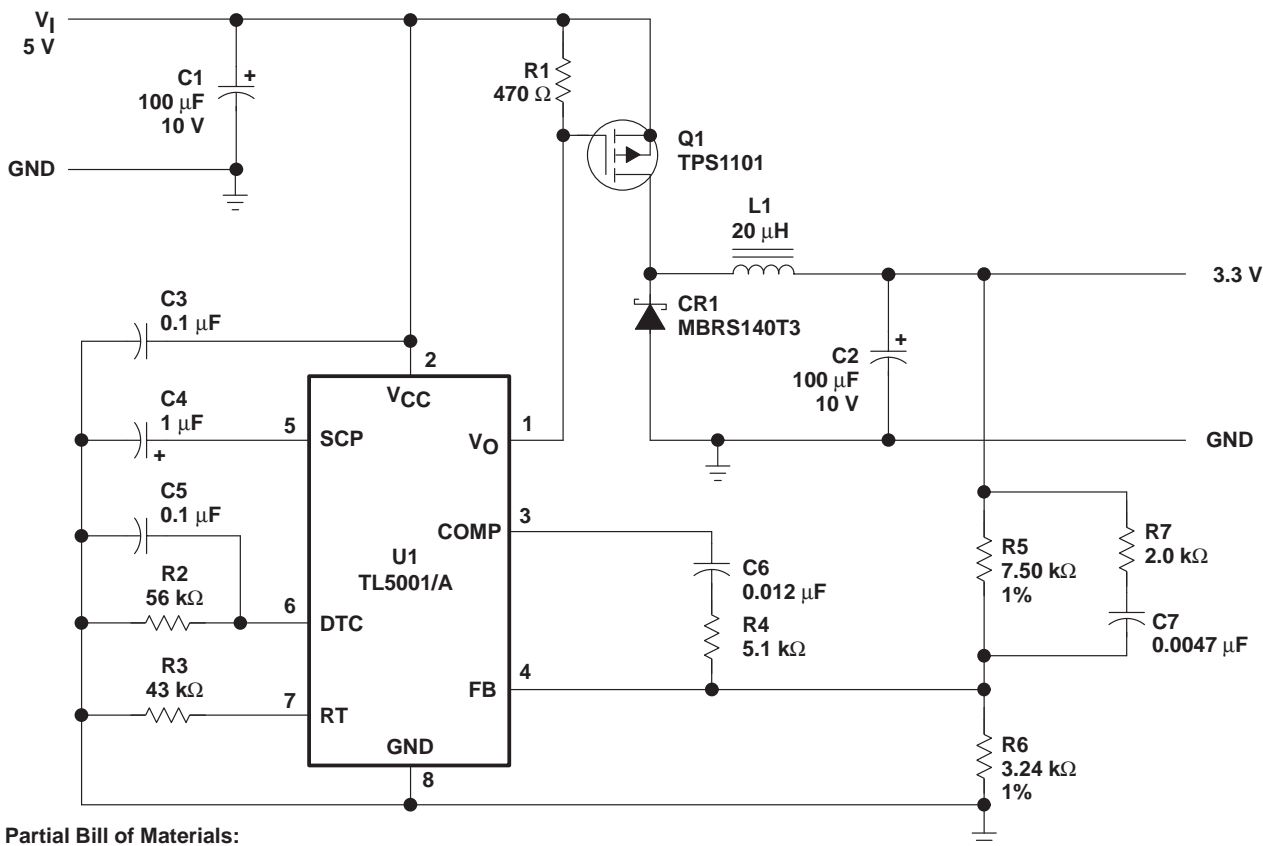 VI
5 V
C1
100 μF
10 V
+
GND
R1
470 Ω
Q1
TPS1101
L1
20 μH
3.3 V
CR1
MBRS140T3
C2
100 μF
10 V
+
GND
C3
0.1 μF
C4
1 μF
+
C5
0.1 μF
R2
56 kΩ
R3
43 kΩ
2
VCC
5
SCP
1
VO
3
COMP
U1
TL5001/A
6
DTC
4
FB
7
RT
GND
8
C6
0.012 μF
R4
5.1 kΩ
R5
7.50 kΩ
1%
R7
2.0 kΩ
C7
0.0047 μF
R6
3.24 kΩ
1%
Partial Bill of Materials: